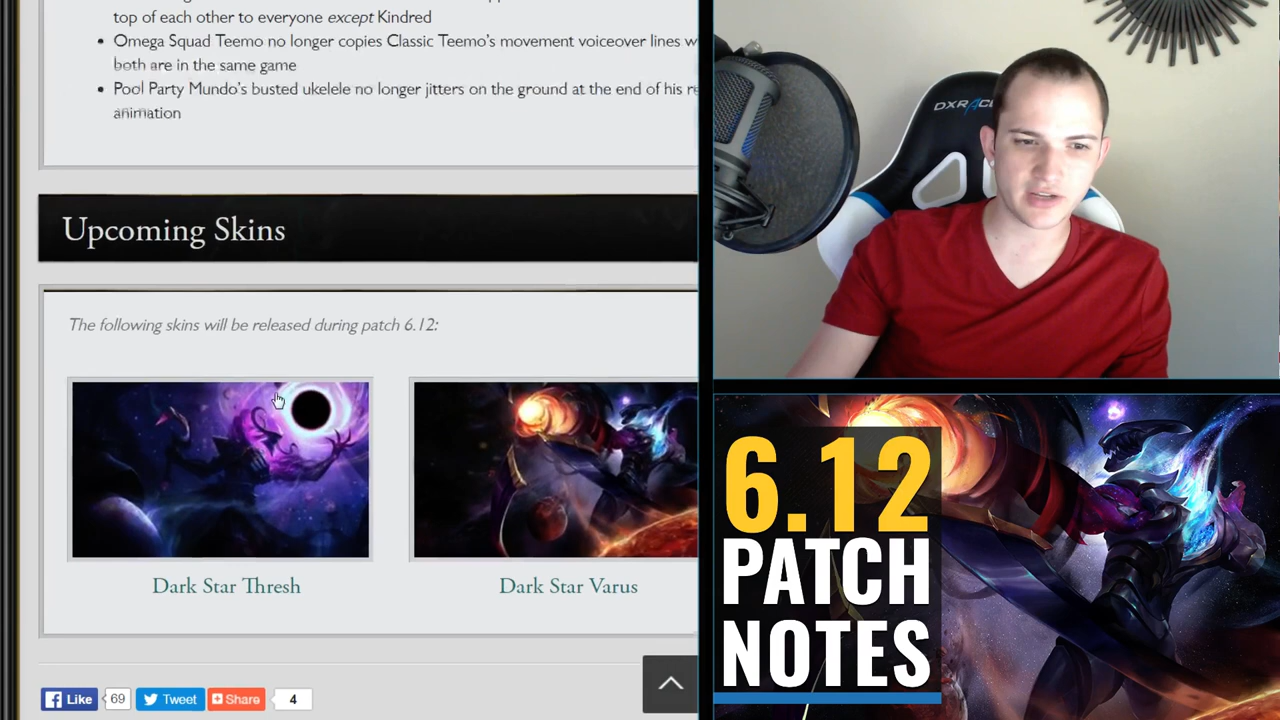 top of each other to everyone except Kindred
• Omega Squad Teemo no longer copies Classic Teemo's movement voiceover lines w
both are in the same game
• Pool Party Mundo's busted ukelele no longer jitters on the ground at the end of his re
animation
Upcoming Skins
The following skins will be released during patch 6.12:
Dark Star Thresh
Dark Star Varus
Like 69 Tweet Share 4
DXRACE
6.12
PATCH
NOTES